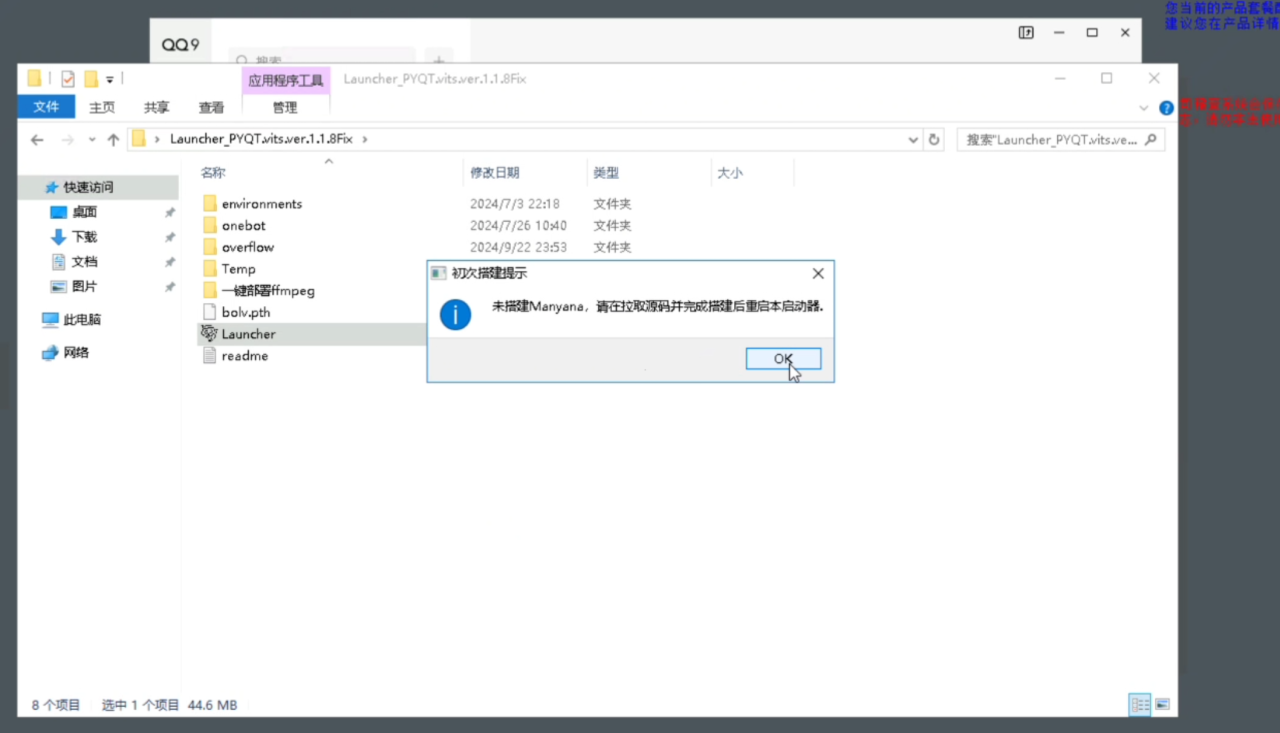 您当前的产品套餐
建议您在产品详情
QQ9
搜索
应用程序工具
Launcher_PYQT.vits.ver.1.1.8Fix
文件
主页
共享
查看
管理
Launcher_PYQT.vits.ver.1.1.8Fix
搜索"Launcher_PYQT.vits.ve...
名称
修改日期
类型
大小
快速访问
桌面
下载
文档
图片
此电脑
网络
environments 2024/7/3 22:18 文件夹
onebot 2024/7/26 10:40 文件夹
overflow 2024/9/22 23:53 文件夹
Temp
一键部署ffmpeg
bolv.pth
Launcher
readme
初次搭建提示
未搭建Manyana，请在拉取源码并完成搭建后重启本启动器.
OK
8 个项目
选中 1 个项目 44.6 MB